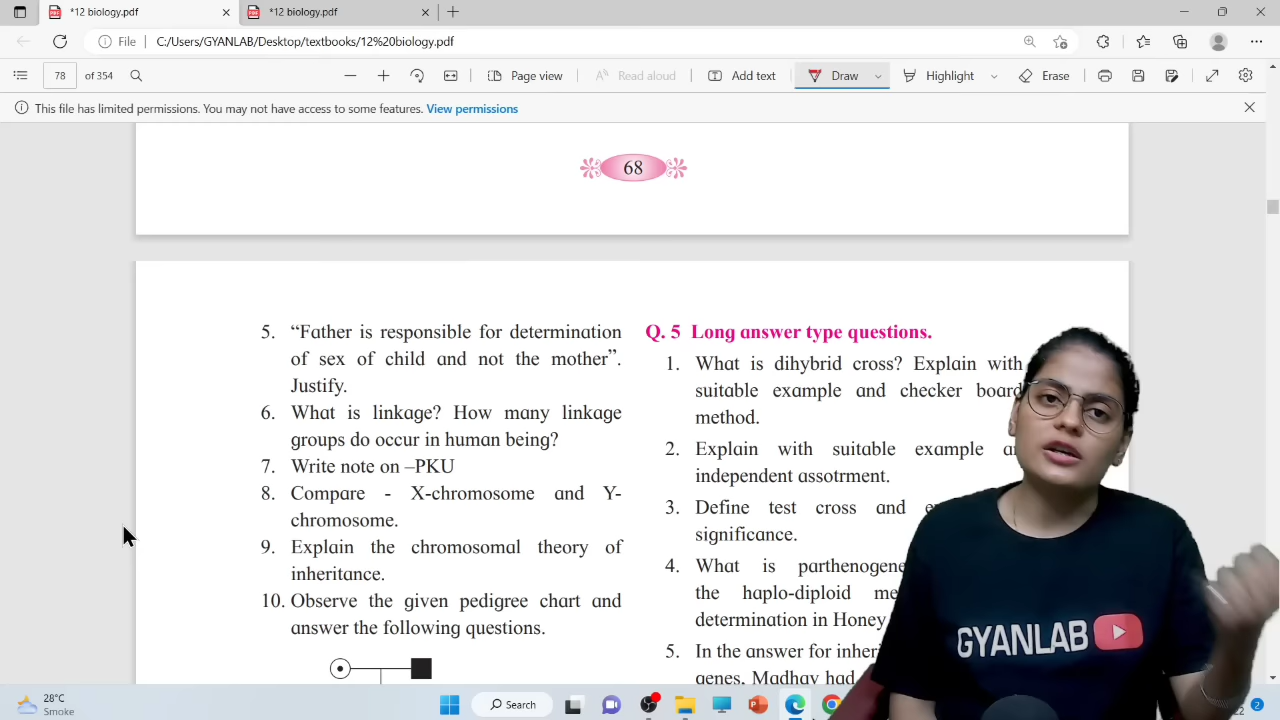 *12 biology.pdf
*12 biology.pdf
File
C:/Users/GYANLAB/Desktop/textbooks/12%20biology.pdf
78 of 354
Page view
Read aloud
Add text
Draw
Highlight
Erase
This file has limited permissions. You may not have access to some features. View permissions
68
5. “Father is responsible for determination
of sex of child and not the mother”.
Justify.
6. What is linkage? How many linkage
groups do occur in human being?
7. Write note on –PKU
8. Compare - X-chromosome and Y-
chromosome.
9. Explain the chromosomal theory of
inheritance.
10. Observe the given pedigree chart and
answer the following questions.
Q. 5 Long answer type questions.
1. What is dihybrid cross? Explain with
suitable example and checker board
method.
2. Explain with suitable example
independent assotrment.
3. Define test cross and
significance.
4. What is
the haplo-diploid
determination in Honey
5. In the answer for
genes, Madhav had
GYANLAB
28°C
Smoke
Search
2